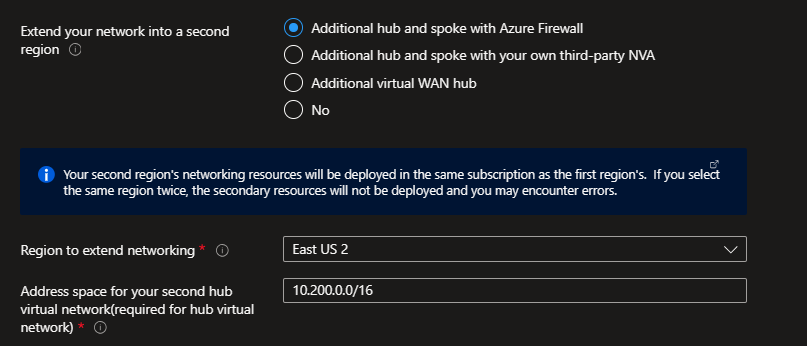 Extend your network into a second
region
Additional hub and spoke with Azure Firewall
Additional hub and spoke with your own third-party NVA
Additional virtual WAN hub
No
Your second region's networking resources will be deployed in the same subscription as the first region's. If you select
the same region twice, the secondary resources will not be deployed and you may encounter errors.
Region to extend networking *
East US 2
Address space for your second hub
virtual network(required for hub virtual
network) *
10.200.0.0/16